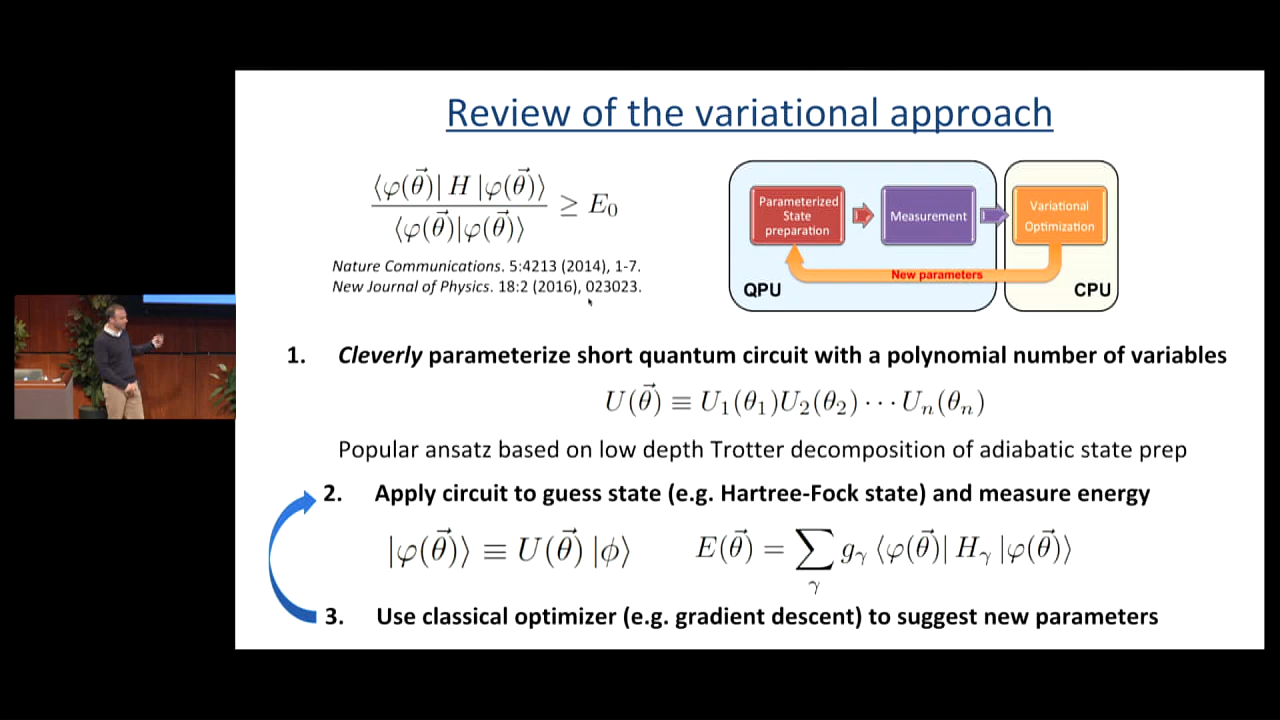 Review of the variational approach
⟨φ(θ⃗)| H |φ(θ⃗)⟩ / ⟨φ(θ⃗)|φ(θ⃗)⟩ ≥ E₀
Nature Communications. 5:4213 (2014), 1-7.
New Journal of Physics. 18:2 (2016), 023023.
Parameterized
State
preparation
Measurement
Variational
Optimization
New parameters
QPU
CPU
1. Cleverly parameterize short quantum circuit with a polynomial number of variables
U(θ⃗) ≡ U₁(θ₁)U₂(θ₂) ⋯ Uₙ(θₙ)
Popular ansatz based on low depth Trotter decomposition of adiabatic state prep
2. Apply circuit to guess state (e.g. Hartree-Fock state) and measure energy
|φ(θ⃗)⟩ ≡ U(θ⃗) |ϕ⟩ E(θ⃗) = ∑_γ g_γ ⟨φ(θ⃗)| H_γ |φ(θ⃗)⟩
3. Use classical optimizer (e.g. gradient descent) to suggest new parameters